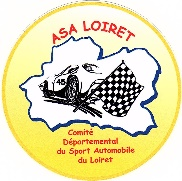 ASA LOIRET
45
Comité
Départemental
du Sport Automobile
du Loiret